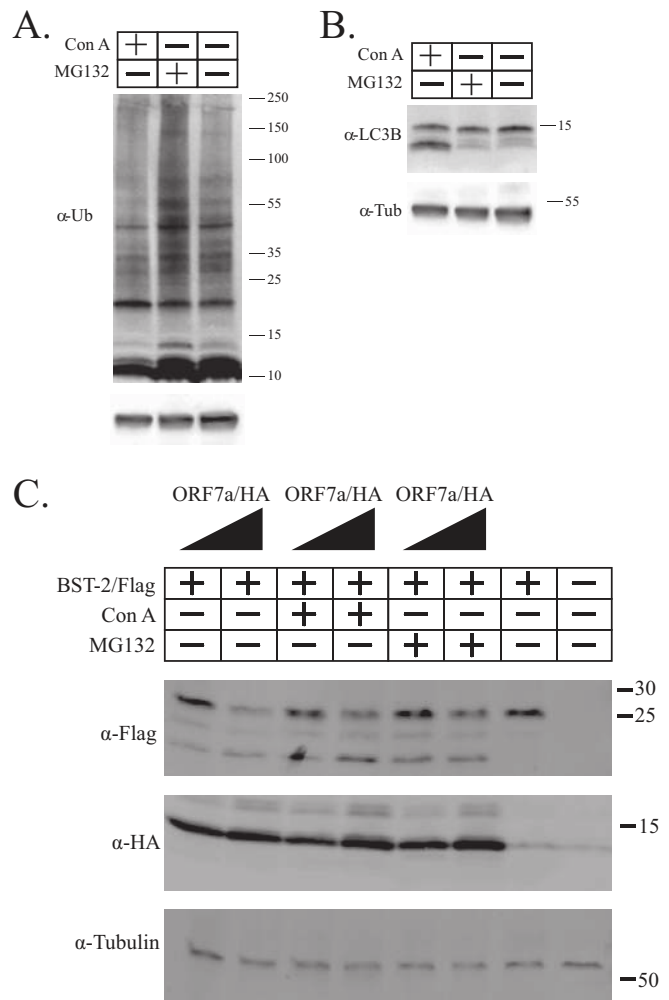 A.
Con A + − −
MG132 − + −
α-Ub
250
150
100
55
35
25
15
10
B.
Con A + − −
MG132 − + −
α-LC3B
15
α-Tub
55
C.
ORF7a/HA ORF7a/HA ORF7a/HA
BST-2/Flag + + + + + + + −
Con A − − + + − − − −
MG132 − − − − + + − −
α-Flag
30
25
α-HA
15
α-Tubulin
50